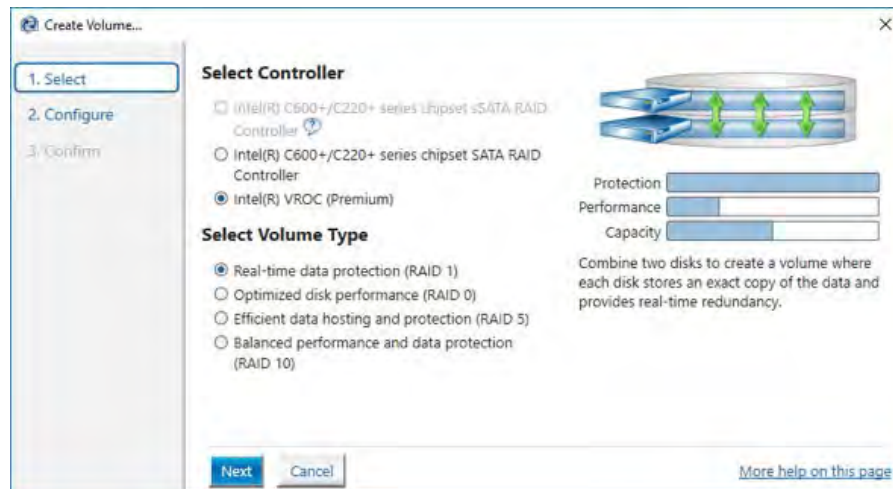 Create Volume...
1. Select
2. Configure
3. Confirm
Select Controller
Intel(R) C600+/C220+ series chipset sSATA RAID
Controller
Intel(R) C600+/C220+ series chipset SATA RAID
Controller
Intel(R) VROC (Premium)
Select Volume Type
Real-time data protection (RAID 1)
Optimized disk performance (RAID 0)
Efficient data hosting and protection (RAID 5)
Balanced performance and data protection
(RAID 10)
Protection
Performance
Capacity
Combine two disks to create a volume where
each disk stores an exact copy of the data and
provides real-time redundancy.
Next
Cancel
More help on this page